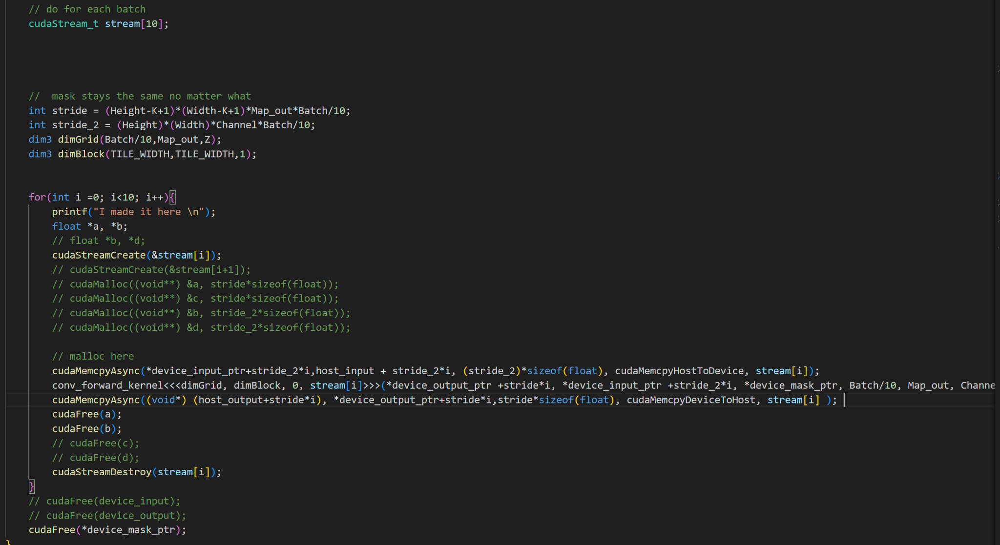 // do for each batch
cudaStream_t stream[10];
//  mask stays the same no matter what
int stride = (Height-K+1)*(Width-K+1)*Map_out*Batch/10;
int stride_2 = (Height)*(Width)*Channel*Batch/10;
dim3 dimGrid(Batch/10,Map_out,Z);
dim3 dimBlock(TILE_WIDTH,TILE_WIDTH,1);
for(int i =0; i<10; i++){
printf("I made it here \n");
float *a, *b;
// float *b, *d;
cudaStreamCreate(&stream[i]);
// cudaStreamCreate(&stream[i+1]);
// cudaMalloc((void**) &a, stride*sizeof(float));
// cudaMalloc((void**) &c, stride*sizeof(float));
// cudaMalloc((void**) &b, stride_2*sizeof(float));
// cudaMalloc((void**) &d, stride_2*sizeof(float));
// malloc here
cudaMemcpyAsync(*device_input_ptr+stride_2*i,host_input + stride_2*i, (stride_2)*sizeof(float), cudaMemcpyHostToDevice, stream[i]);
conv_forward_kernel<<<dimGrid, dimBlock, 0, stream[i]>>>(*device_output_ptr +stride*i, *device_input_ptr +stride_2*i, *device_mask_ptr, Batch/10, Map_out, Channe
cudaMemcpyAsync((void*) (host_output+stride*i), *device_output_ptr+stride*i,stride*sizeof(float), cudaMemcpyDeviceToHost, stream[i] );
cudaFree(a);
cudaFree(b);
// cudaFree(c);
// cudaFree(d);
cudaStreamDestroy(stream[i]);
}
// cudaFree(device_input);
// cudaFree(device_output);
cudaFree(*device_mask_ptr);
}